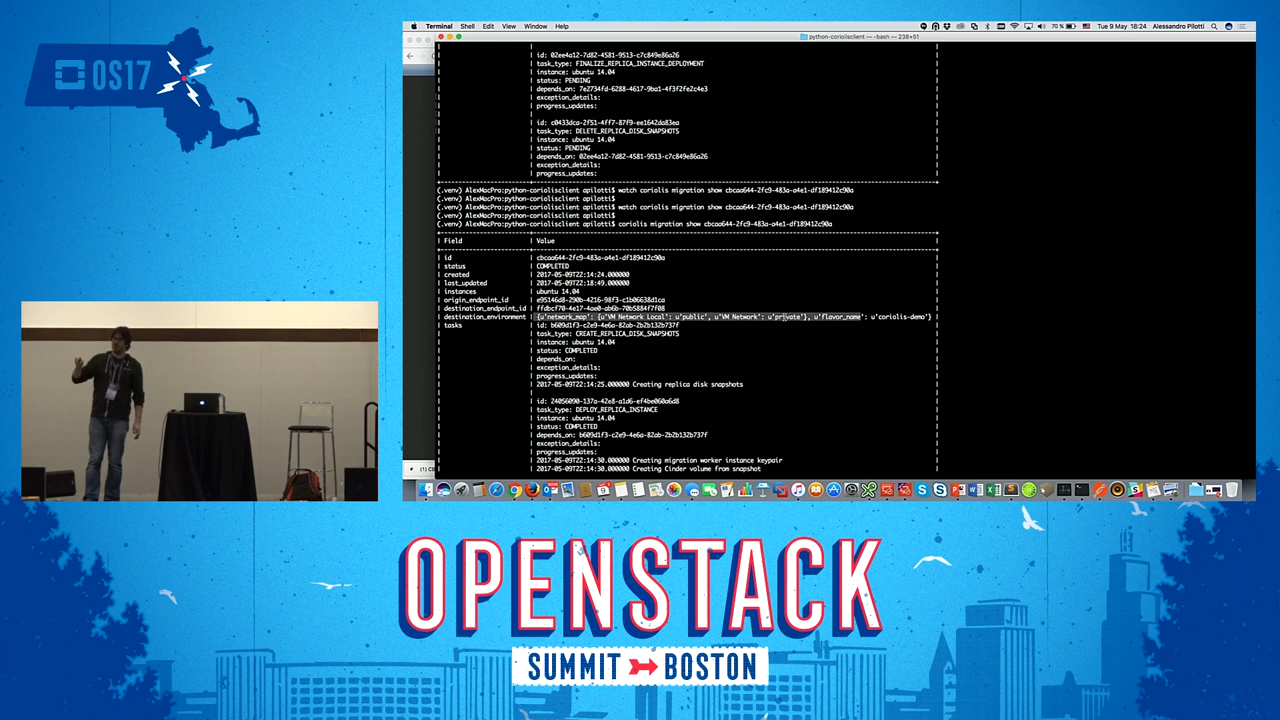 OS17
Terminal Shell Edit View Window Help
70 % Tue 9 May 18:24 Alessandro Pilotti
python-coriolisclient — -bash — 238×51
id: 02ee4a12-7d82-4581-9513-c7c849e86a26
task_type: FINALIZE_REPLICA_INSTANCE_DEPLOYMENT
instance: ubuntu 14.04
status: PENDING
depends_on: 7e2734fd-6288-4617-9ba1-4f3f2fe2c4e3
exception_details:
progress_updates:
id: c0433dca-2f51-4ff7-87f9-ee1642da83ea
task_type: DELETE_REPLICA_DISK_SNAPSHOTS
instance: ubuntu 14.04
status: PENDING
depends_on: 02ee4a12-7d82-4581-9513-c7c849e86a26
exception_details:
progress_updates:
(.venv) AlexMacPro:python-coriolisclient apilotti$ watch coriolis migration show cbcaa644-2fc9-483a-a4e1-df189412c90a
(.venv) AlexMacPro:python-coriolisclient apilotti$
(.venv) AlexMacPro:python-coriolisclient apilotti$ watch coriolis migration show cbcaa644-2fc9-483a-a4e1-df189412c90a
(.venv) AlexMacPro:python-coriolisclient apilotti$
(.venv) AlexMacPro:python-coriolisclient apilotti$ coriolis migration show cbcaa644-2fc9-483a-a4e1-df189412c90a
| Field | Value |
| id | cbcaa644-2fc9-483a-a4e1-df189412c90a |
| status | COMPLETED |
| created | 2017-05-09T22:14:24.000000 |
| last_updated | 2017-05-09T22:18:49.000000 |
| instances | ubuntu 14.04 |
| origin_endpoint_id | e95146d8-290b-4216-98f3-c1b06638d1ca |
| destination_endpoint_id | ffdbcf70-4e17-4ae0-ab6b-70b5884f7f08 |
| destination_environment | {u'network_map': {u'VM Network Local': u'public', u'VM Network': u'private'}, u'flavor_name': u'coriolis-demo'} |
| tasks | id: b609d1f3-c2e9-4e6a-82ab-2b2b132b737f |
task_type: CREATE_REPLICA_DISK_SNAPSHOTS
instance: ubuntu 14.04
status: COMPLETED
depends_on:
exception_details:
progress_updates:
2017-05-09T22:14:25.000000 Creating replica disk snapshots
id: 24056090-137a-42e8-a1d6-ef4be060a6d8
task_type: DEPLOY_REPLICA_INSTANCE
instance: ubuntu 14.04
status: COMPLETED
depends_on: b609d1f3-c2e9-4e6a-82ab-2b2b132b737f
exception_details:
progress_updates:
2017-05-09T22:14:30.000000 Creating migration worker instance keypair
2017-05-09T22:14:30.000000 Creating Cinder volume from snapshot
OPENSTACK
SUMMIT BOSTON